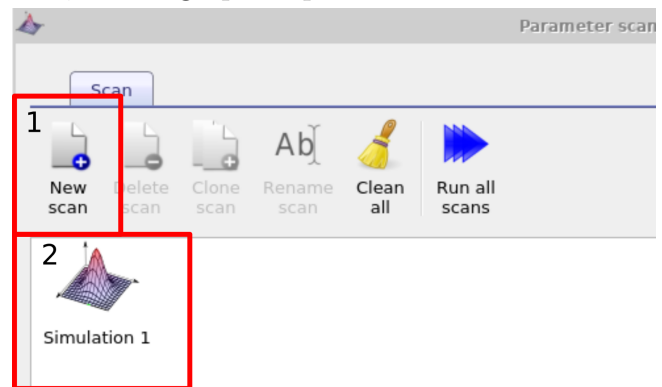 Parameter scan
Scan
1
Ab
New scan
Delete scan
Clone scan
Rename scan
Clean all
Run all scans
2
Simulation 1